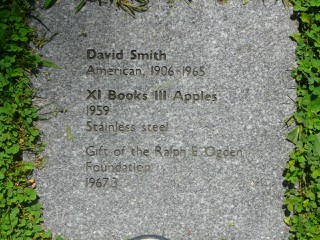 David Smith
American, 1906-1965
XI Books III Apples
1959
Stainless steel
Gift of the Ralph E. Ogden
Foundation
1967.3